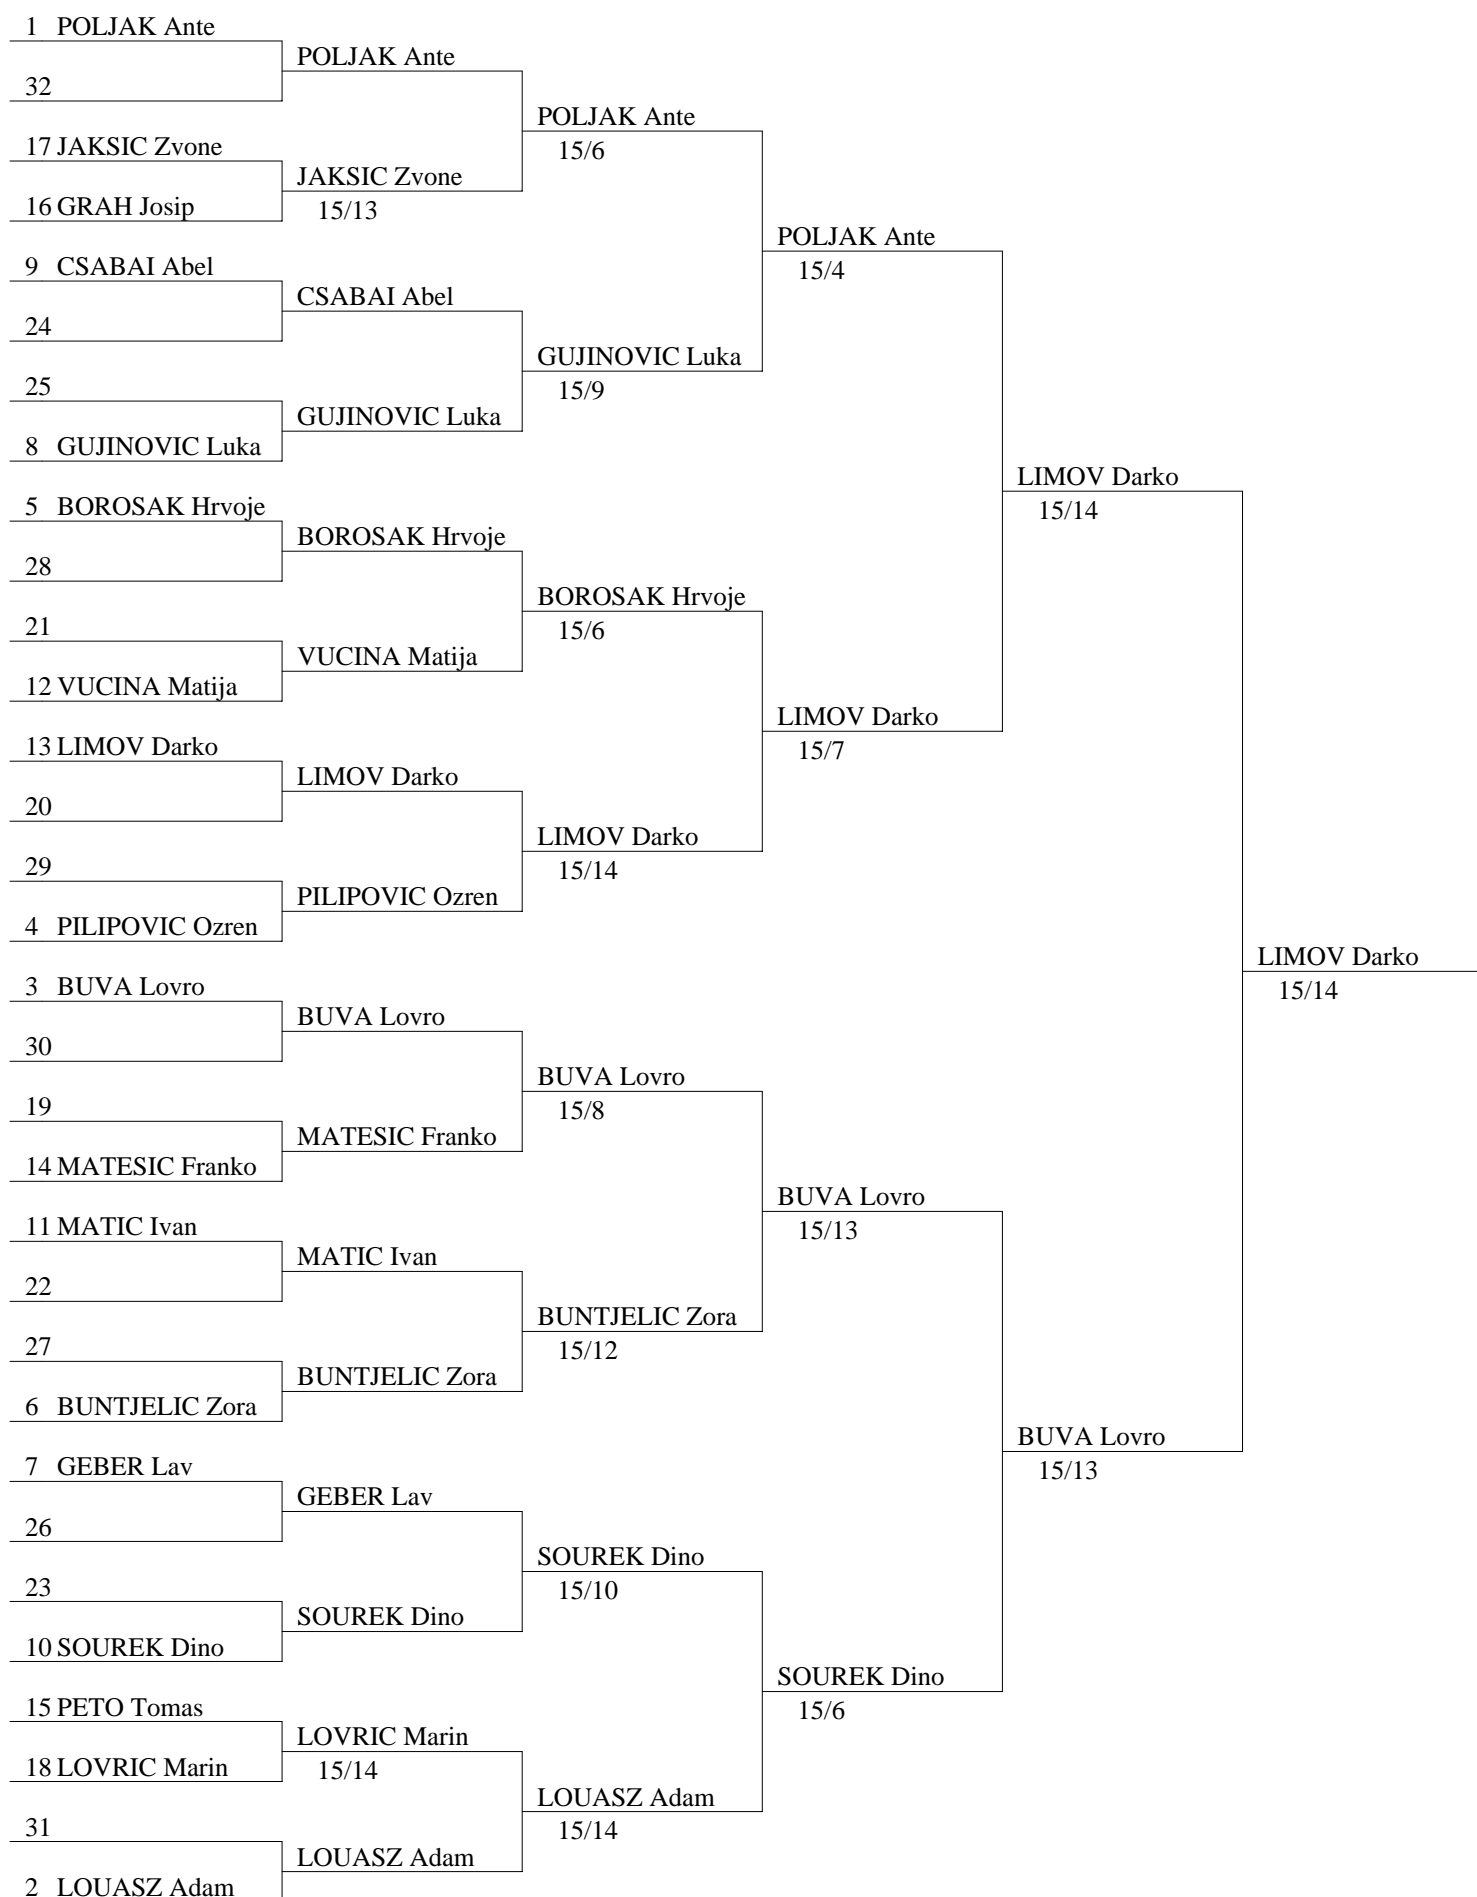 1 POLJAK Ante
POLJAK Ante
32
POLJAK Ante
15/6
17 JAKSIC Zvone
JAKSIC Zvone
15/13
16 GRAH Josip
POLJAK Ante
15/4
9 CSABAI Abel
CSABAI Abel
24
GUJINOVIC Luka
15/9
25
GUJINOVIC Luka
8 GUJINOVIC Luka
LIMOV Darko
15/14
5 BOROSAK Hrvoje
BOROSAK Hrvoje
28
BOROSAK Hrvoje
15/6
21
VUCINA Matija
12 VUCINA Matija
LIMOV Darko
15/7
13 LIMOV Darko
LIMOV Darko
20
LIMOV Darko
15/14
29
PILIPOVIC Ozren
4 PILIPOVIC Ozren
LIMOV Darko
15/14
3 BUVA Lovro
BUVA Lovro
30
BUVA Lovro
15/8
19
MATESIC Franko
14 MATESIC Franko
BUVA Lovro
15/13
11 MATIC Ivan
MATIC Ivan
22
BUNTJELIC Zora
15/12
27
BUNTJELIC Zora
6 BUNTJELIC Zora
BUVA Lovro
15/13
7 GEBER Lav
GEBER Lav
26
SOUREK Dino
15/10
23
SOUREK Dino
10 SOUREK Dino
SOUREK Dino
15/6
15 PETO Tomas
LOVRIC Marin
15/14
18 LOVRIC Marin
LOUASZ Adam
15/14
31
LOUASZ Adam
2 LOUASZ Adam